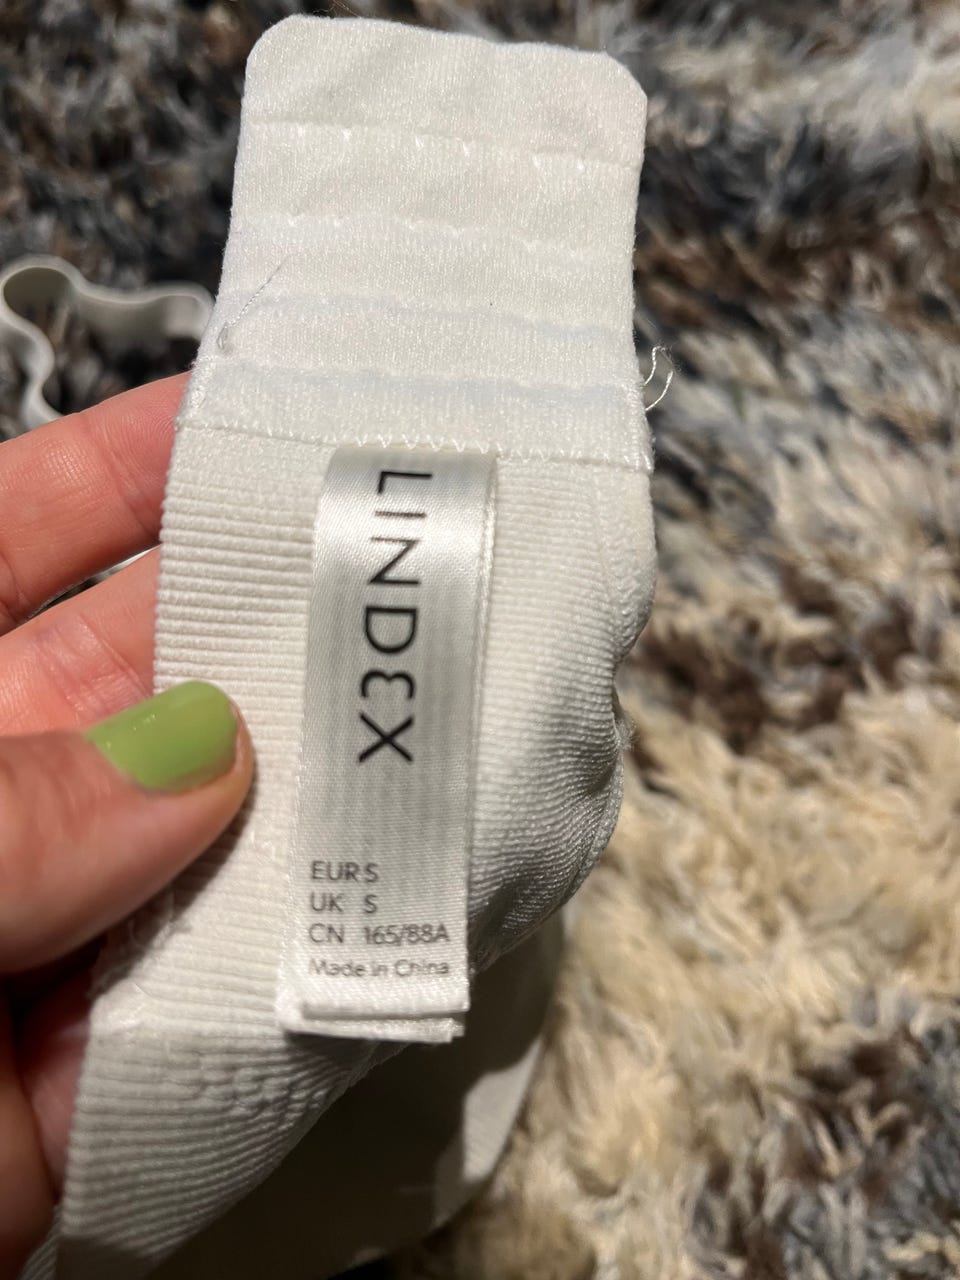 LINDEX
EUR S
UK S
CN 165/88A
Made in China